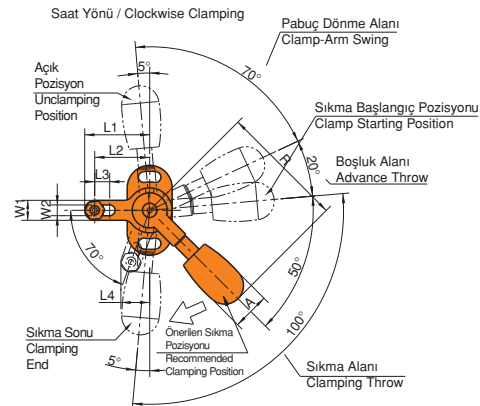 Saat Yönü / Clockwise Clamping
Pabuç Dönme Alanı
Clamp-Arm Swing
Açık
Pozisyon
Unclamping
Position
5°
70°
Sıkma Başlangıç Pozisyonu
Clamp Starting Position
L1
L2
L3
R
20°
Boşluk Alanı
Advance Throw
W1
W2
70°
50°
100°
A
L4
Sıkma Sonu
Clamping
End
5°
Önerilen Sıkma
Pozisyonu
Recommended
Clamping Position
Sıkma Alanı
Clamping Throw